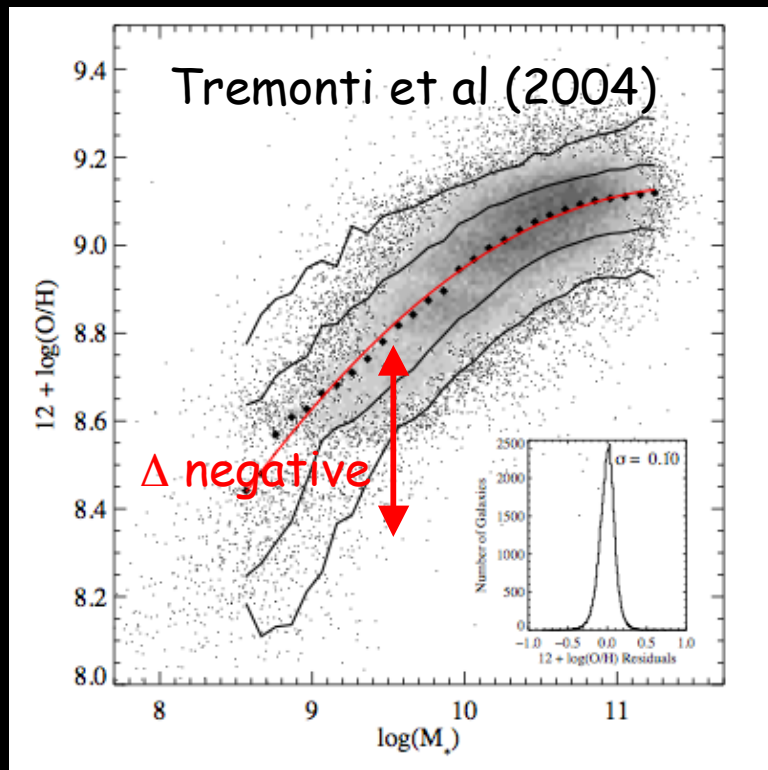 Tremonti et al (2004)
9.4
9.2
9.0
8.8
8.6
8.4
8.2
8.0
12 + log(O/H)
Δ negative
8
9
10
11
log(M*)
2500
2000
1500
1000
500
0
Number of Galaxies
σ = 0.10
-1.0 -0.5 0.0 0.5 1.0
12 + log(O/H) Residuals